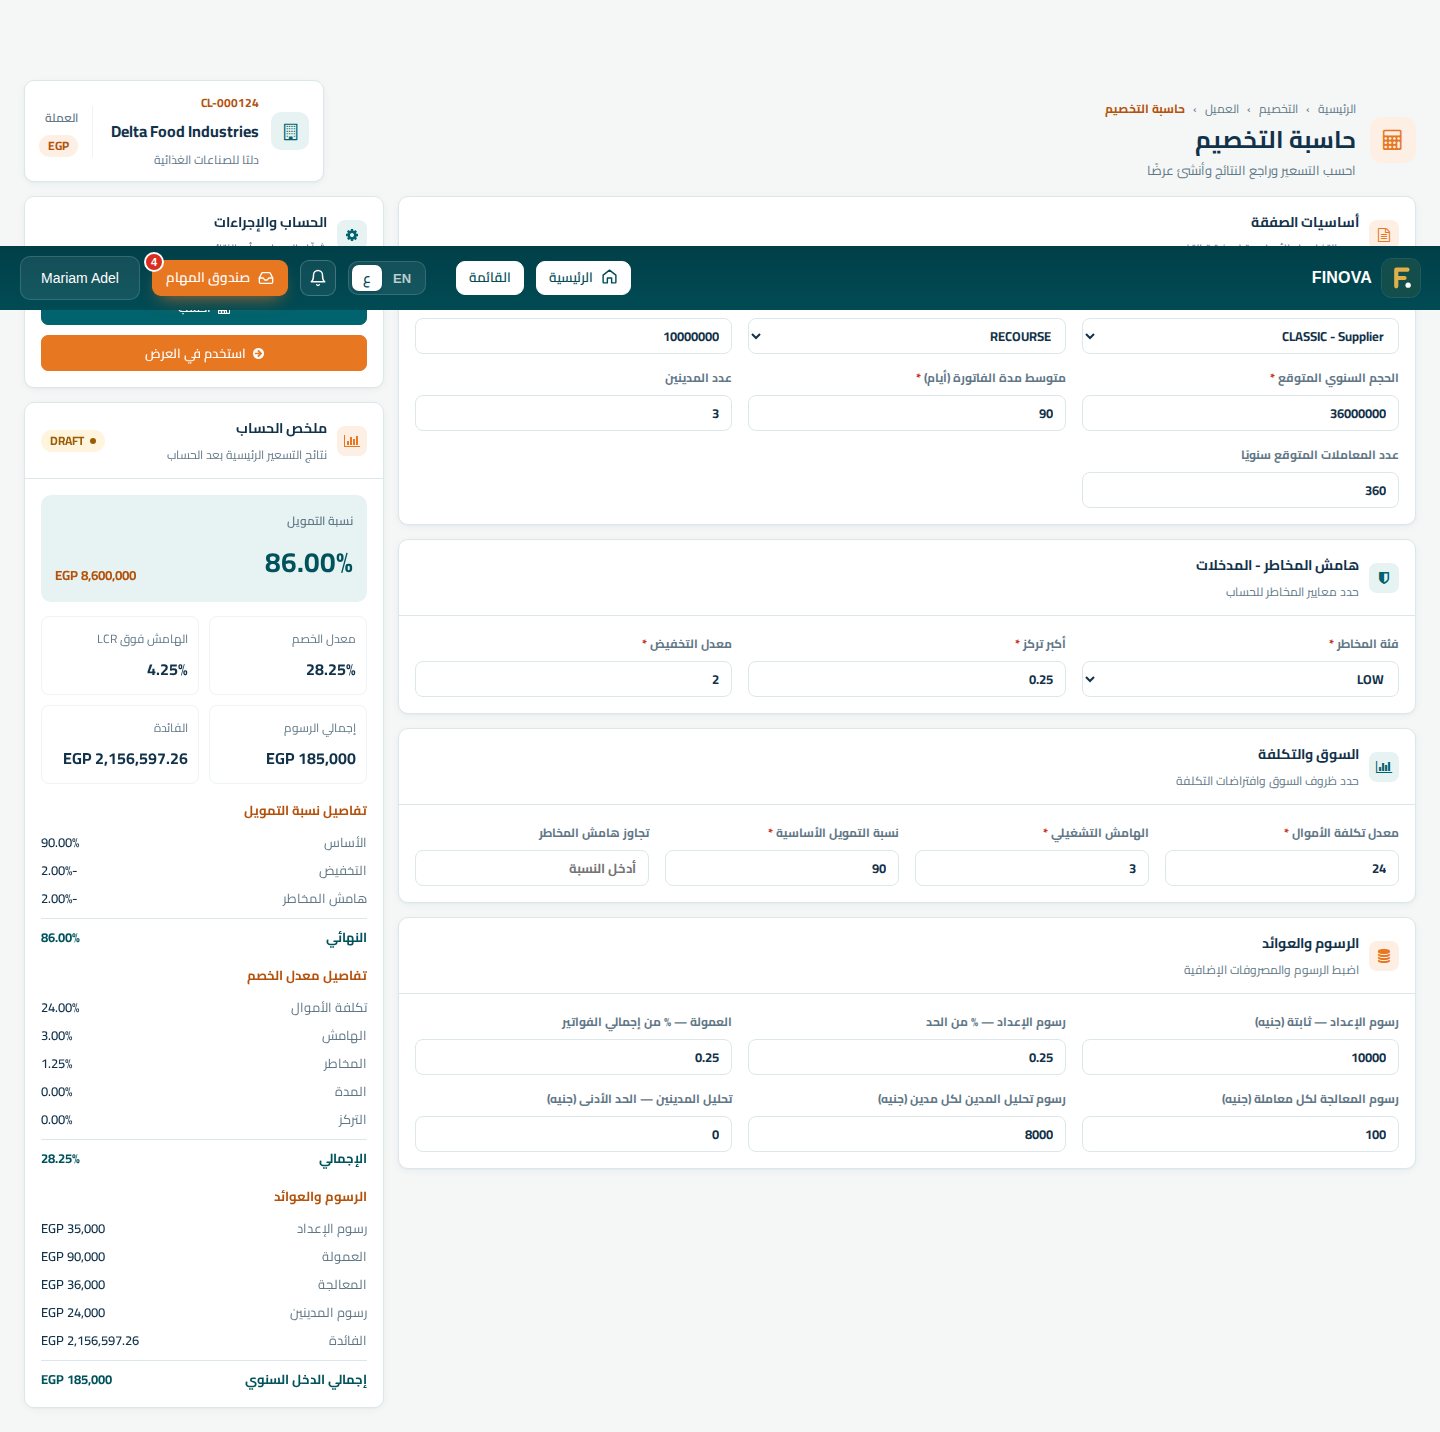 الرئيسية › التخصيم › العميل › حاسبة التخصيم
حاسبة التخصيم
احسب التسعير وراجع النتائج وأنشئ عرضًا
CL-000124
Delta Food Industries
دلتا للصناعات الغذائية
العملة
EGP
أساسيات الصفقة
الحساب والإجراءات
FINOVA
F.
الرئيسية
القائمة
EN
ع
صندوق المهام
4
Mariam Adel
CLASSIC - Supplier
RECOURSE
10000000
الحجم السنوي المتوقع *
متوسط مدة الفاتورة (أيام) *
عدد المدينين
36000000
90
3
عدد المعاملات المتوقع سنويًا
360
هامش المخاطر - المدخلات
حدد معايير المخاطر للحساب
فئة المخاطر *
أكبر تركز *
معدل التخفيض *
LOW
0.25
2
السوق والتكلفة
حدد ظروف السوق وافتراضات التكلفة
معدل تكلفة الأموال *
الهامش التشغيلي *
نسبة التمويل الأساسية *
تجاوز هامش المخاطر
24
3
90
أدخل النسبة
الرسوم والعوائد
اضبط الرسوم والمصروفات الإضافية
رسوم الإعداد — ثابتة (جنيه)
رسوم الإعداد — % من الحد
العمولة — % من إجمالي الفواتير
10000
0.25
0.25
رسوم المعالجة لكل معاملة (جنيه)
رسوم تحليل المدين لكل مدين (جنيه)
تحليل المدينين — الحد الأدنى (جنيه)
100
8000
0
استخدم في العرض
ملخص الحساب
نتائج التسعير الرئيسية بعد الحساب
DRAFT
نسبة التمويل
86.00%
EGP 8,600,000
معدل الخصم
28.25%
الهامش فوق LCR
4.25%
إجمالي الرسوم
EGP 185,000
الفائدة
EGP 2,156,597.26
تفاصيل نسبة التمويل
الأساس 90.00%
التخفيض 2.00%-
هامش المخاطر 2.00%-
النهائي 86.00%
تفاصيل معدل الخصم
تكلفة الأموال 24.00%
الهامش 3.00%
المخاطر 1.25%
المدة 0.00%
التركز 0.00%
الإجمالي 28.25%
الرسوم والعوائد
رسوم الإعداد EGP 35,000
العمولة EGP 90,000
المعالجة EGP 36,000
رسوم المدينين EGP 24,000
الفائدة EGP 2,156,597.26
إجمالي الدخل السنوي EGP 185,000